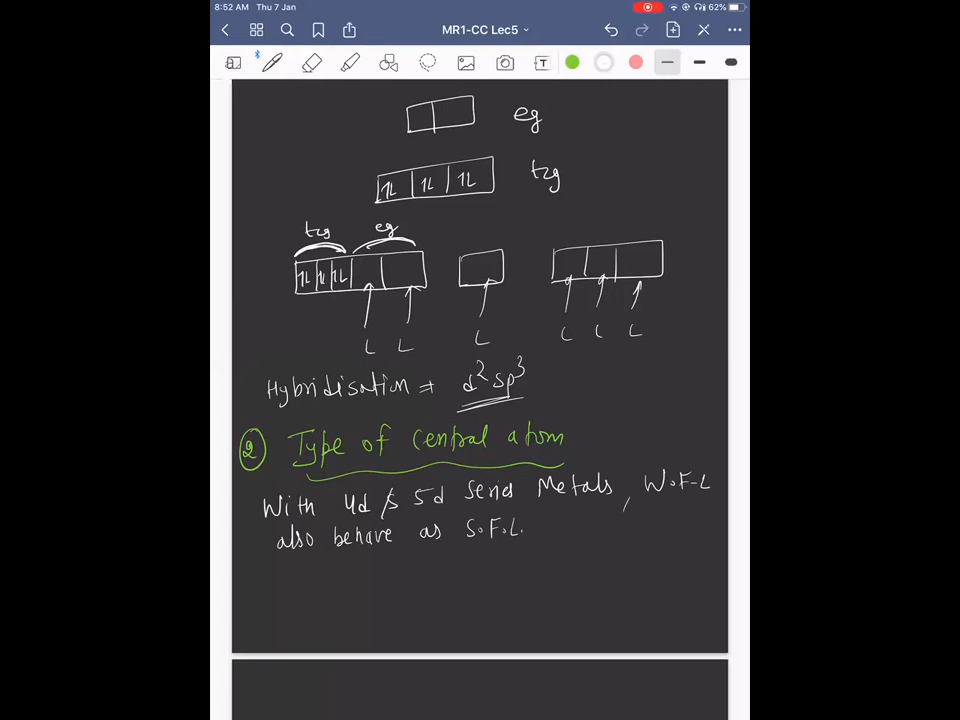 8:52 AM Thu 7 Jan 62%
MR1-CC Lec5
T
eg
t2g
t2g eg
1L 1L 1L
1L 1L 1L
L L L L L L
Hybridisation ⇒ d²sp³
② Type of Central atom
With 4d & 5d Series Metals, W.F.L
also behave as S.F.L.